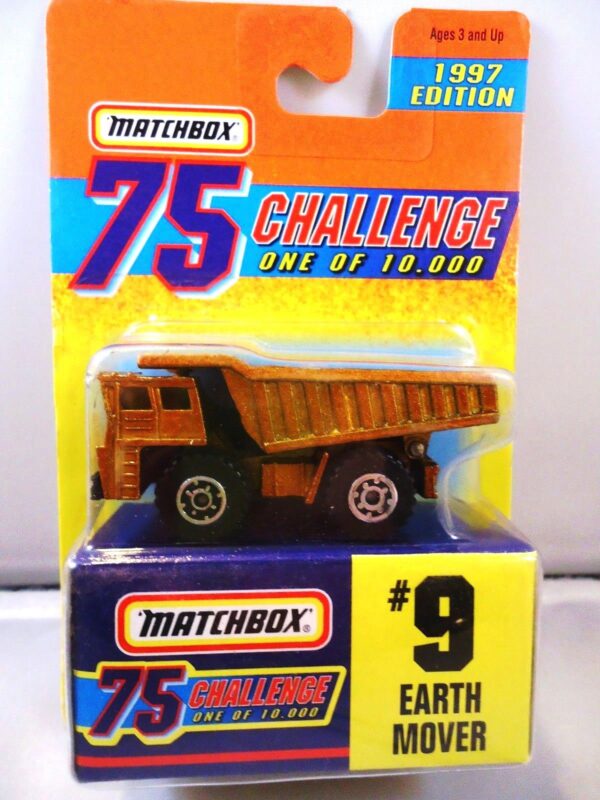 Ages 3 and Up
1997
EDITION
MATCHBOX®
75 CHALLENGE
ONE OF 10.000
MATCHBOX®
75 CHALLENGE
ONE OF 10.000
#9
EARTH
MOVER